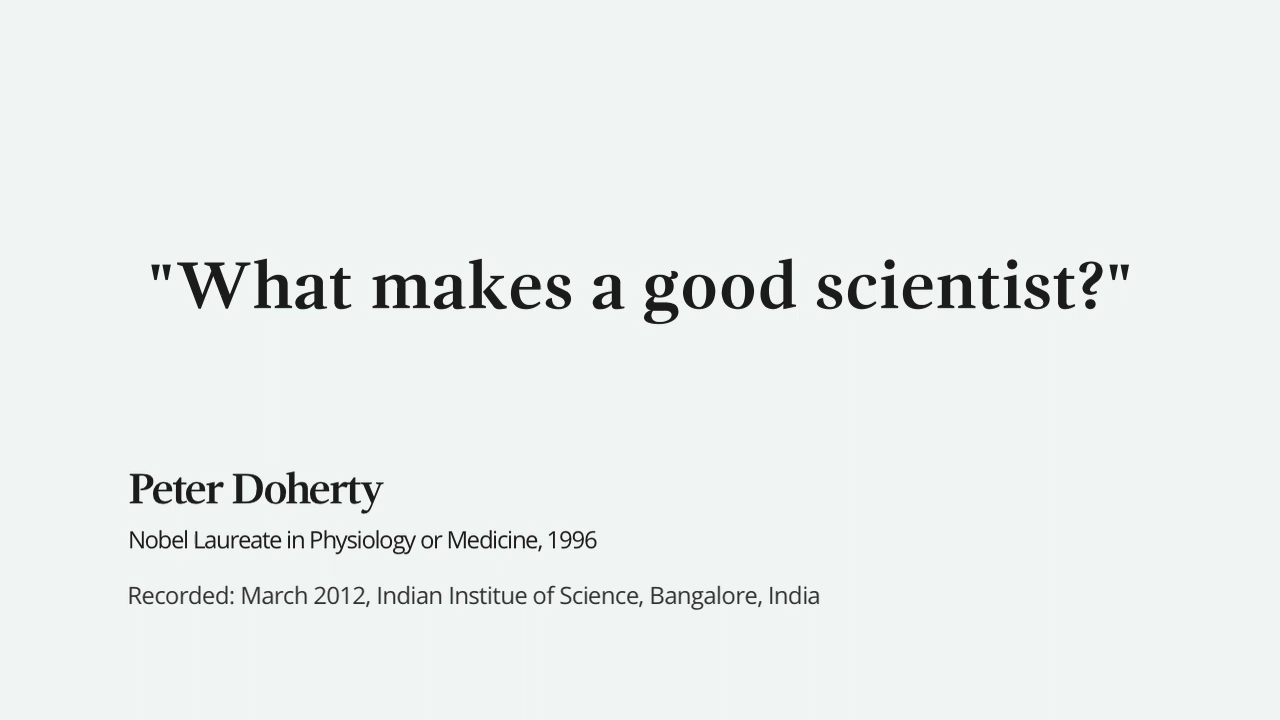 "What makes a good scientist?"
Peter Doherty
Nobel Laureate in Physiology or Medicine, 1996
Recorded: March 2012, Indian Institue of Science, Bangalore, India